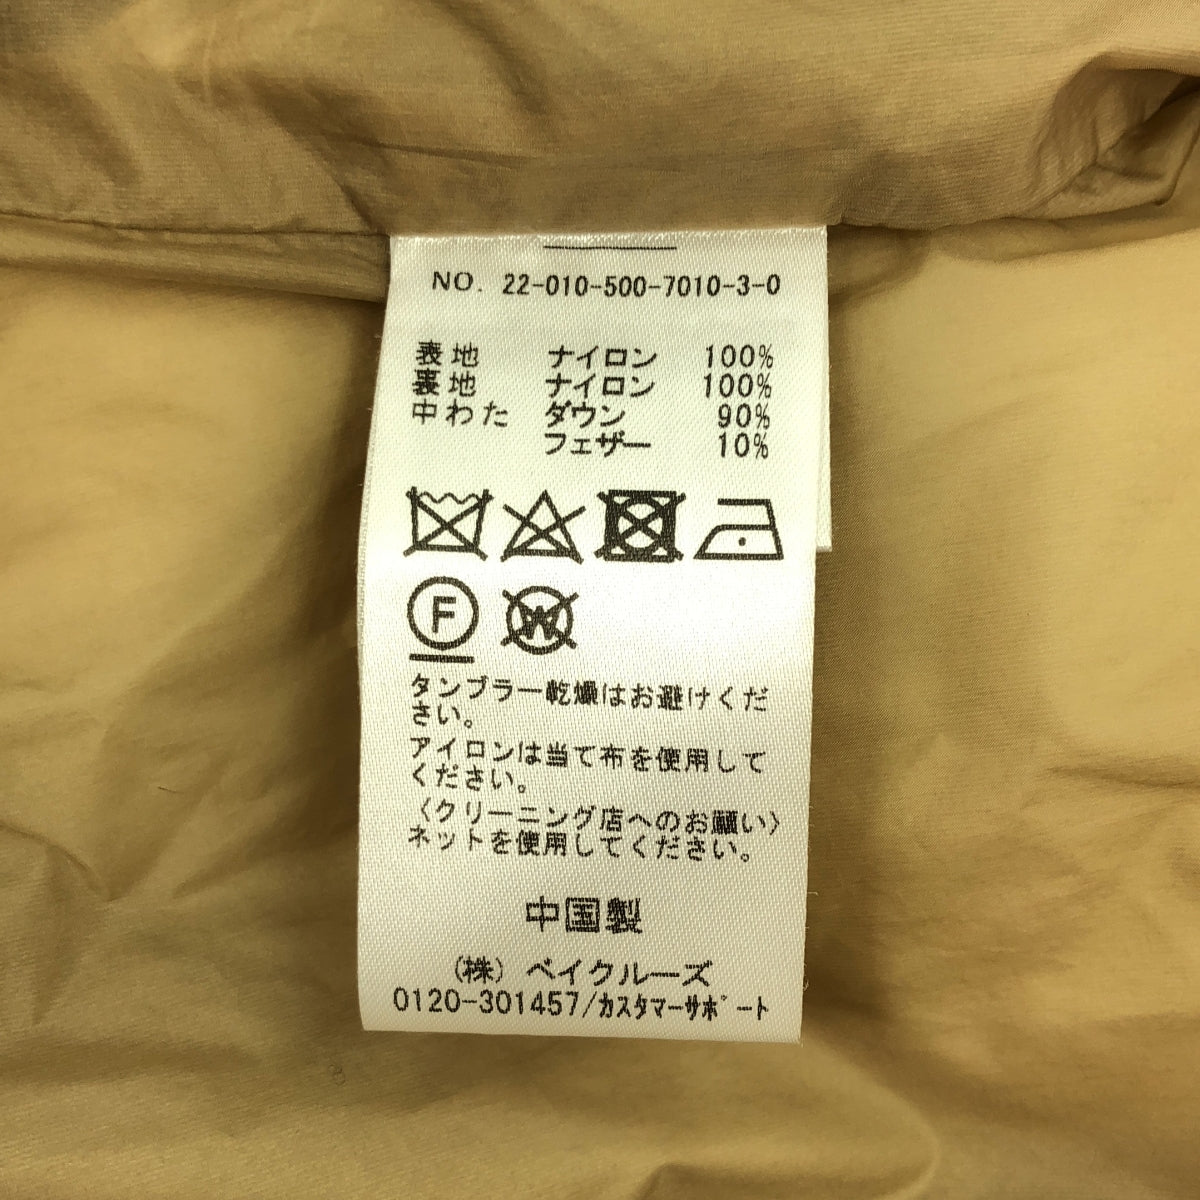 NO. 22-010-500-7010-3-0
表地 ナイロン 100%
裏地 ナイロン 100%
中わた ダウン 90%
フェザー 10%
F W
タンブラー乾燥はお避けくだ
さい。
アイロンは当て布を使用して
ください。
〈クリーニング店へのお願い〉
ネットを使用してください。
中国製
(株) ベイクルーズ
0120-301457/ｶｽﾀﾏｰｻﾎﾟｰﾄ